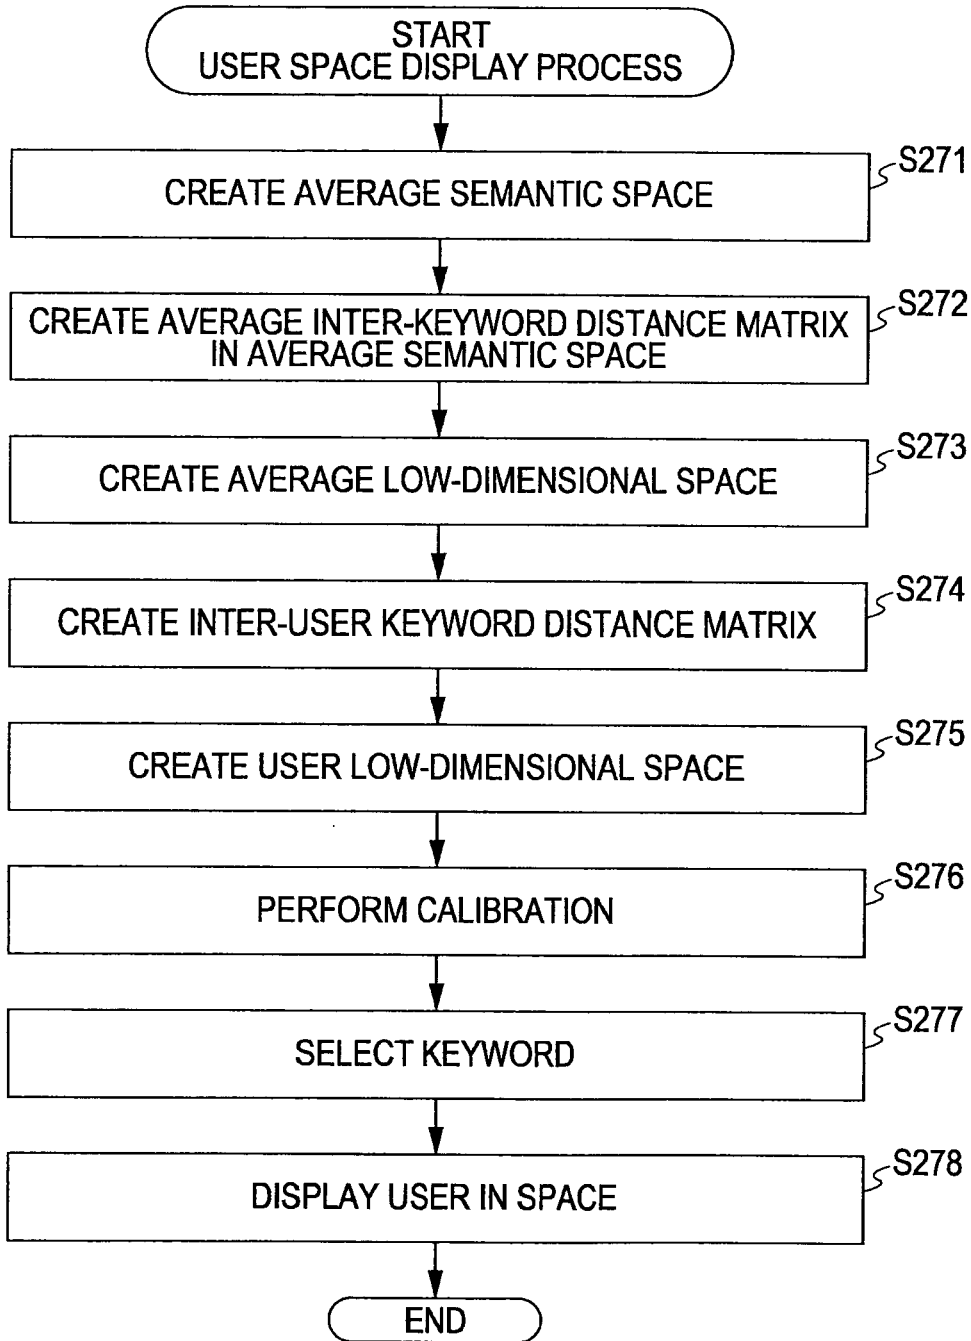 START
USER SPACE DISPLAY PROCESS
S271
CREATE AVERAGE SEMANTIC SPACE
S272
CREATE AVERAGE INTER-KEYWORD DISTANCE MATRIX
IN AVERAGE SEMANTIC SPACE
S273
CREATE AVERAGE LOW-DIMENSIONAL SPACE
S274
CREATE INTER-USER KEYWORD DISTANCE MATRIX
S275
CREATE USER LOW-DIMENSIONAL SPACE
S276
PERFORM CALIBRATION
S277
SELECT KEYWORD
S278
DISPLAY USER IN SPACE
END